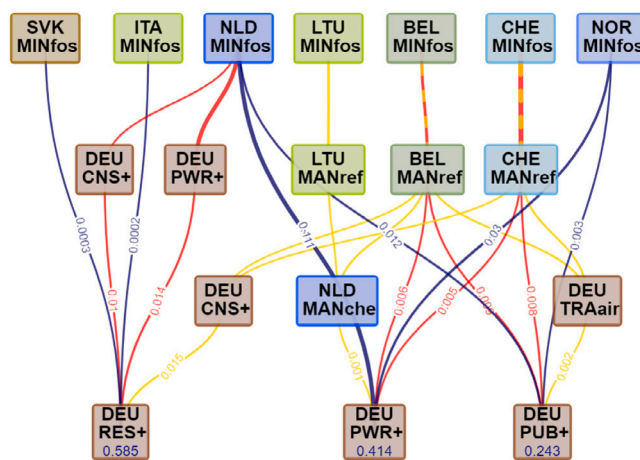 SVK
MINfos
ITA
MINfos
NLD
MINfos
LTU
MINfos
BEL
MINfos
CHE
MINfos
NOR
MINfos
DEU
CNS+
DEU
PWR+
LTU
MANref
BEL
MANref
CHE
MANref
0.0003
0.0002
0.01
0.014
0.111
0.012
0.03
0.003
DEU
CNS+
NLD
MANche
DEU
TRAair
0.006
0.005
0.008
0.015
0.001
0.002
DEU
RES+
0.585
DEU
PWR+
0.414
DEU
PUB+
0.243